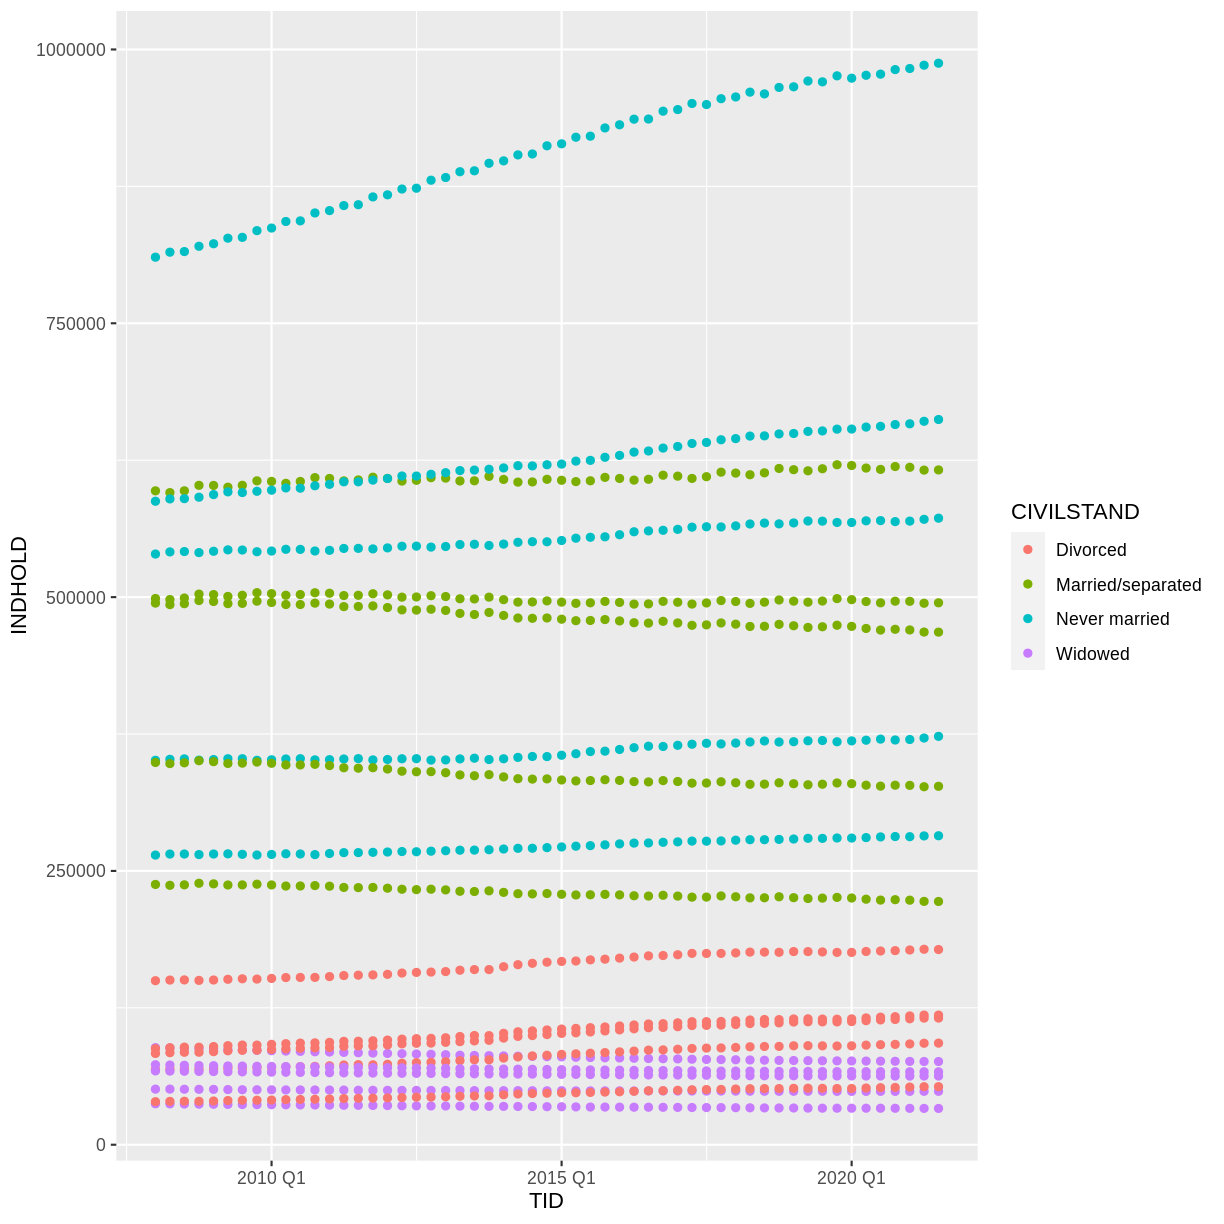 1000000
750000
500000
250000
0
INDHOLD
2010 Q1
2015 Q1
2020 Q1
TID
CIVILSTAND
Divorced
Married/separated
Never married
Widowed